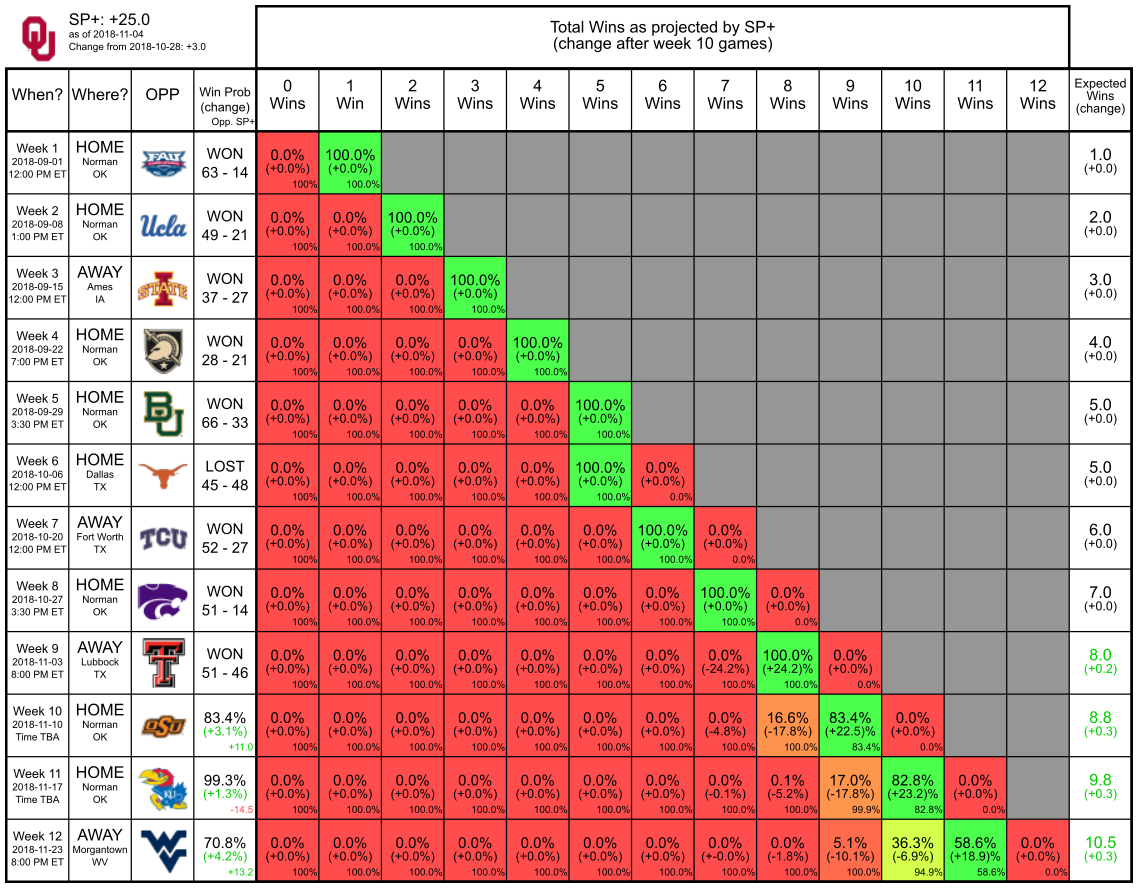 SP+: +25.0
as of 2018-11-04
Change from 2018-10-28: +3.0
Total Wins as projected by SP+
(change after week 10 games)
When? Where? OPP Win Prob (change) Opp. SP+ 0 Wins 1 Win 2 Wins 3 Wins 4 Wins 5 Wins 6 Wins 7 Wins 8 Wins 9 Wins 10 Wins 11 Wins 12 Wins Expected Wins (change)
Week 1 HOME FAU WON 0.0% 100.0% 1.0
2018-09-01 Norman 63 - 14 (+0.0%) (+0.0%) (+0.0)
12:00 PM ET OK 100% 100.0%
Week 2 HOME Ucla WON 0.0% 0.0% 100.0% 2.0
2018-09-08 Norman 49 - 21 (+0.0%) (+0.0%) (+0.0%) (+0.0)
1:00 PM ET OK 100% 100.0% 100.0%
Week 3 AWAY STATE WON 0.0% 0.0% 0.0% 100.0% 3.0
2018-09-15 Ames 37 - 27 (+0.0%) (+0.0%) (+0.0%) (+0.0%) (+0.0)
12:00 PM ET IA 100% 100.0% 100.0% 100.0%
Week 4 HOME WON 0.0% 0.0% 0.0% 0.0% 100.0% 4.0
2018-09-22 Norman 28 - 21 (+0.0%) (+0.0%) (+0.0%) (+0.0%) (+0.0%) (+0.0)
7:00 PM ET OK 100% 100.0% 100.0% 100.0% 100.0%
Week 5 HOME BU WON 0.0% 0.0% 0.0% 0.0% 0.0% 100.0% 5.0
2018-09-29 Norman 66 - 33 (+0.0%) (+0.0%) (+0.0%) (+0.0%) (+0.0%) (+0.0%) (+0.0)
3:30 PM ET OK 100% 100.0% 100.0% 100.0% 100.0% 100.0%
Week 6 HOME LOST 0.0% 0.0% 0.0% 0.0% 0.0% 100.0% 0.0% 5.0
2018-10-06 Dallas 45 - 48 (+0.0%) (+0.0%) (+0.0%) (+0.0%) (+0.0%) (+0.0%) (+0.0%) (+0.0)
12:00 PM ET TX 100% 100.0% 100.0% 100.0% 100.0% 100.0% 0.0%
Week 7 AWAY TCU WON 0.0% 0.0% 0.0% 0.0% 0.0% 0.0% 100.0% 0.0% 6.0
2018-10-20 Fort Worth 52 - 27 (+0.0%) (+0.0%) (+0.0%) (+0.0%) (+0.0%) (+0.0%) (+0.0%) (+0.0%) (+0.0)
12:00 PM ET TX 100% 100.0% 100.0% 100.0% 100.0% 100.0% 100.0% 0.0%
Week 8 HOME WON 0.0% 0.0% 0.0% 0.0% 0.0% 0.0% 0.0% 100.0% 0.0% 7.0
2018-10-27 Norman 51 - 14 (+0.0%) (+0.0%) (+0.0%) (+0.0%) (+0.0%) (+0.0%) (+0.0%) (+0.0%) (+0.0%) (+0.0)
3:30 PM ET OK 100% 100.0% 100.0% 100.0% 100.0% 100.0% 100.0% 100.0% 0.0%
Week 9 AWAY T WON 0.0% 0.0% 0.0% 0.0% 0.0% 0.0% 0.0% 0.0% 100.0% 0.0% 8.0
2018-11-03 Lubbock 51 - 46 (+0.0%) (+0.0%) (+0.0%) (+0.0%) (+0.0%) (+0.0%) (+0.0%) (-24.2%) (+24.2)% (+0.0%) (+0.2)
8:00 PM ET TX 100% 100.0% 100.0% 100.0% 100.0% 100.0% 100.0% 100.0% 100.0% 0.0%
Week 10 HOME OSU 83.4% 0.0% 0.0% 0.0% 0.0% 0.0% 0.0% 0.0% 0.0% 16.6% 83.4% 0.0% 8.8
2018-11-10 Norman (+3.1%) (+0.0%) (+0.0%) (+0.0%) (+0.0%) (+0.0%) (+0.0%) (+0.0%) (-4.8%) (-17.8%) (+22.5)% (+0.0%) (+0.3)
Time TBA OK +11.0 100% 100.0% 100.0% 100.0% 100.0% 100.0% 100.0% 100.0% 100.0% 83.4% 0.0%
Week 11 HOME KU 99.3% 0.0% 0.0% 0.0% 0.0% 0.0% 0.0% 0.0% 0.0% 0.1% 17.0% 82.8% 0.0% 9.8
2018-11-17 Norman (+1.3%) (+0.0%) (+0.0%) (+0.0%) (+0.0%) (+0.0%) (+0.0%) (+0.0%) (-0.1%) (-5.2%) (-17.8%) (+23.2)% (+0.0%) (+0.3)
Time TBA OK -14.5 100% 100.0% 100.0% 100.0% 100.0% 100.0% 100.0% 100.0% 100.0% 99.9% 82.8% 0.0%
Week 12 AWAY WV 70.8% 0.0% 0.0% 0.0% 0.0% 0.0% 0.0% 0.0% 0.0% 0.0% 5.1% 36.3% 58.6% 0.0% 10.5
2018-11-23 Morgantown (+4.2%) (+0.0%) (+0.0%) (+0.0%) (+0.0%) (+0.0%) (+0.0%) (+0.0%) (+-0.0%) (-1.8%) (-10.1%) (-6.9%) (+18.9)% (+0.0%) (+0.3)
8:00 PM ET WV +13.2 100% 100.0% 100.0% 100.0% 100.0% 100.0% 100.0% 100.0% 100.0% 100.0% 94.9% 58.6% 0.0%